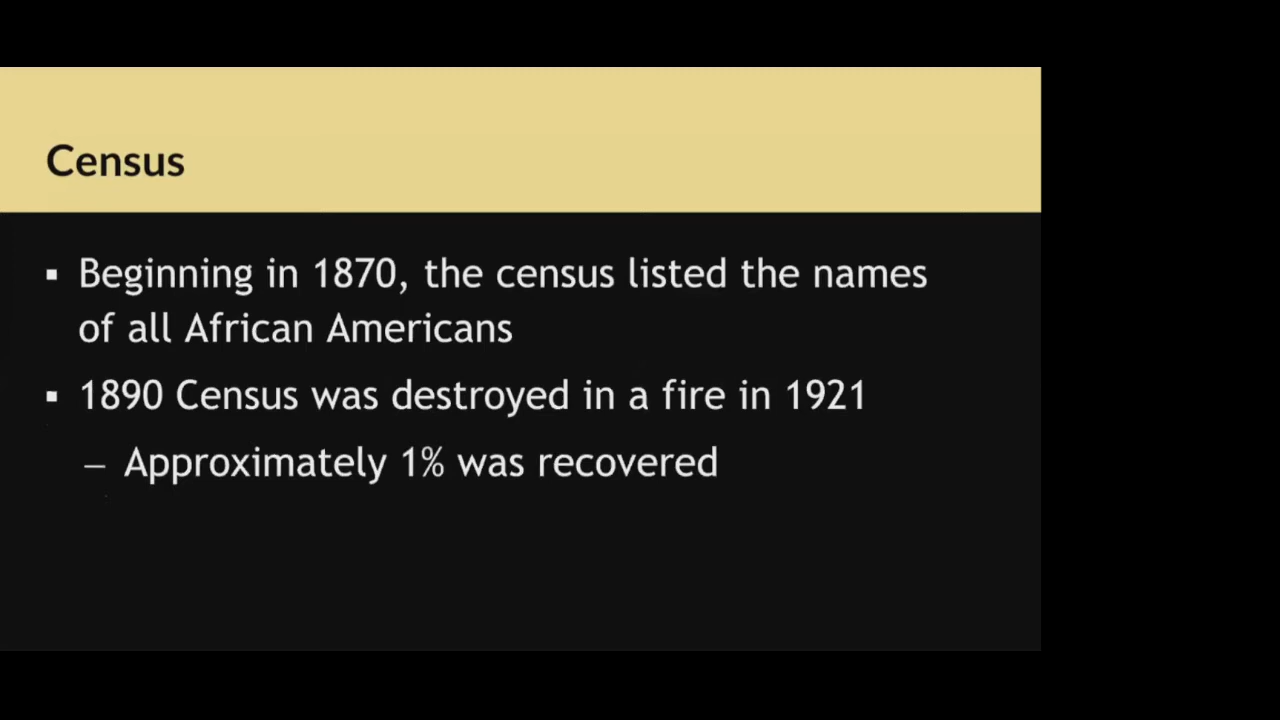 Census
▪ Beginning in 1870, the census listed the names
of all African Americans
▪ 1890 Census was destroyed in a fire in 1921
– Approximately 1% was recovered